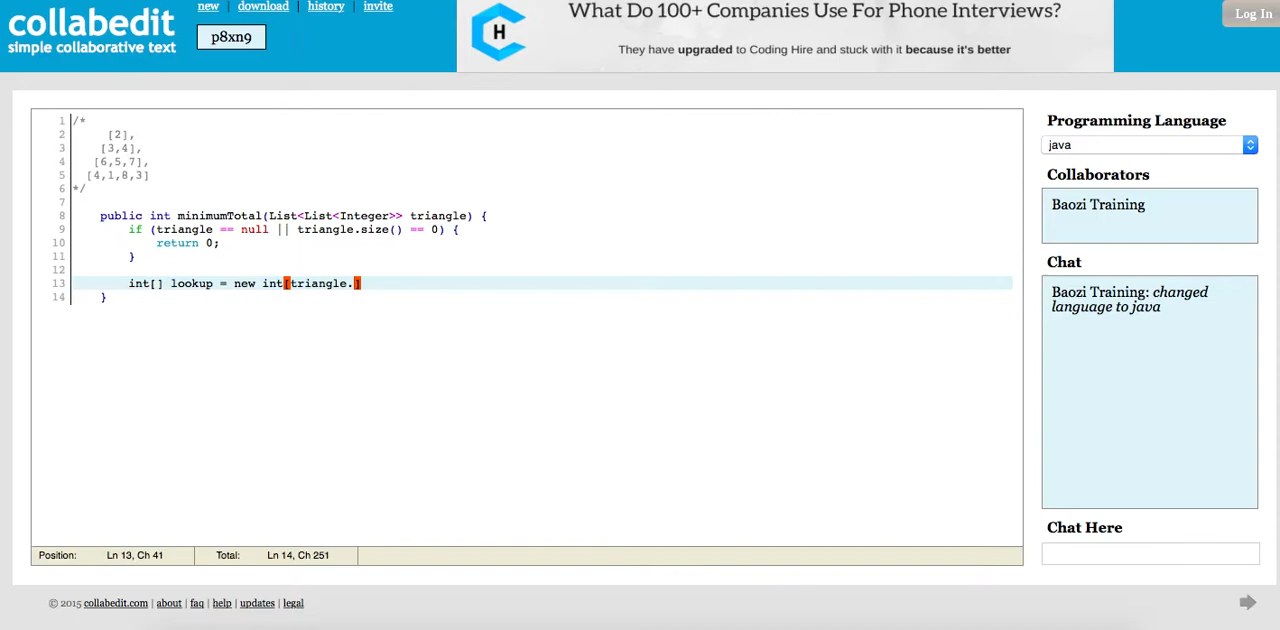 collabedit
simple collaborative text
new | download | history | invite
p8xn9
H
What Do 100+ Companies Use For Phone Interviews?
They have upgraded to Coding Hire and stuck with it because it's better
Log In
1 /*
2 [2],
3 [3,4],
4 [6,5,7],
5 [4,1,8,3]
6 */
7
8 public int minimumTotal(List<List<Integer>> triangle) {
9 if (triangle == null || triangle.size() == 0) {
10 return 0;
11 }
12
13 int[] lookup = new int[triangle.]
14 }
Position: Ln 13, Ch 41 Total: Ln 14, Ch 251
Programming Language
java
Collaborators
Baozi Training
Chat
Baozi Training: changed
language to java
Chat Here
© 2015 collabedit.com | about | faq | help | updates | legal